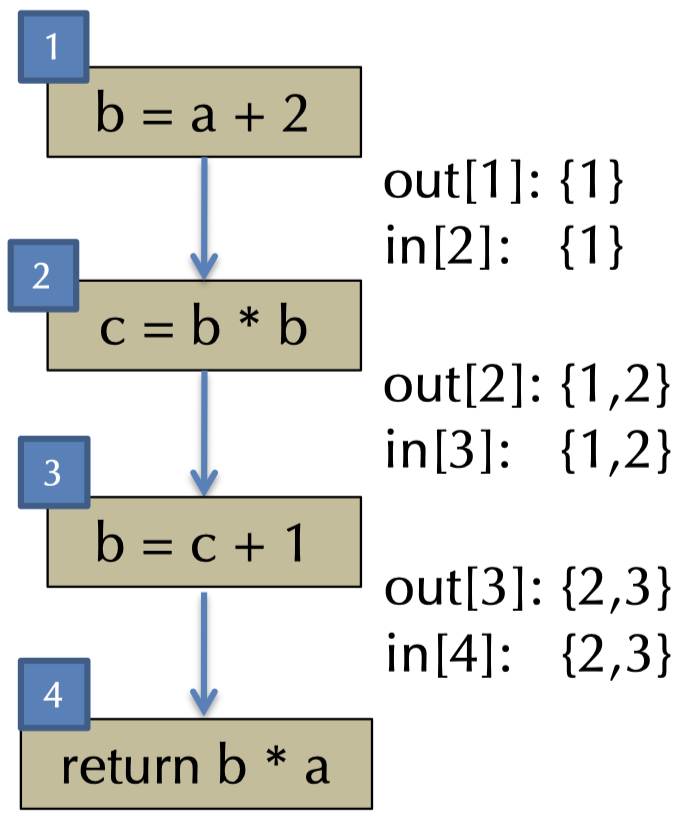 1
b = a + 2
out[1]: {1}
in[2]: {1}
2
c = b * b
out[2]: {1,2}
in[3]: {1,2}
3
b = c + 1
out[3]: {2,3}
in[4]: {2,3}
4
return b * a